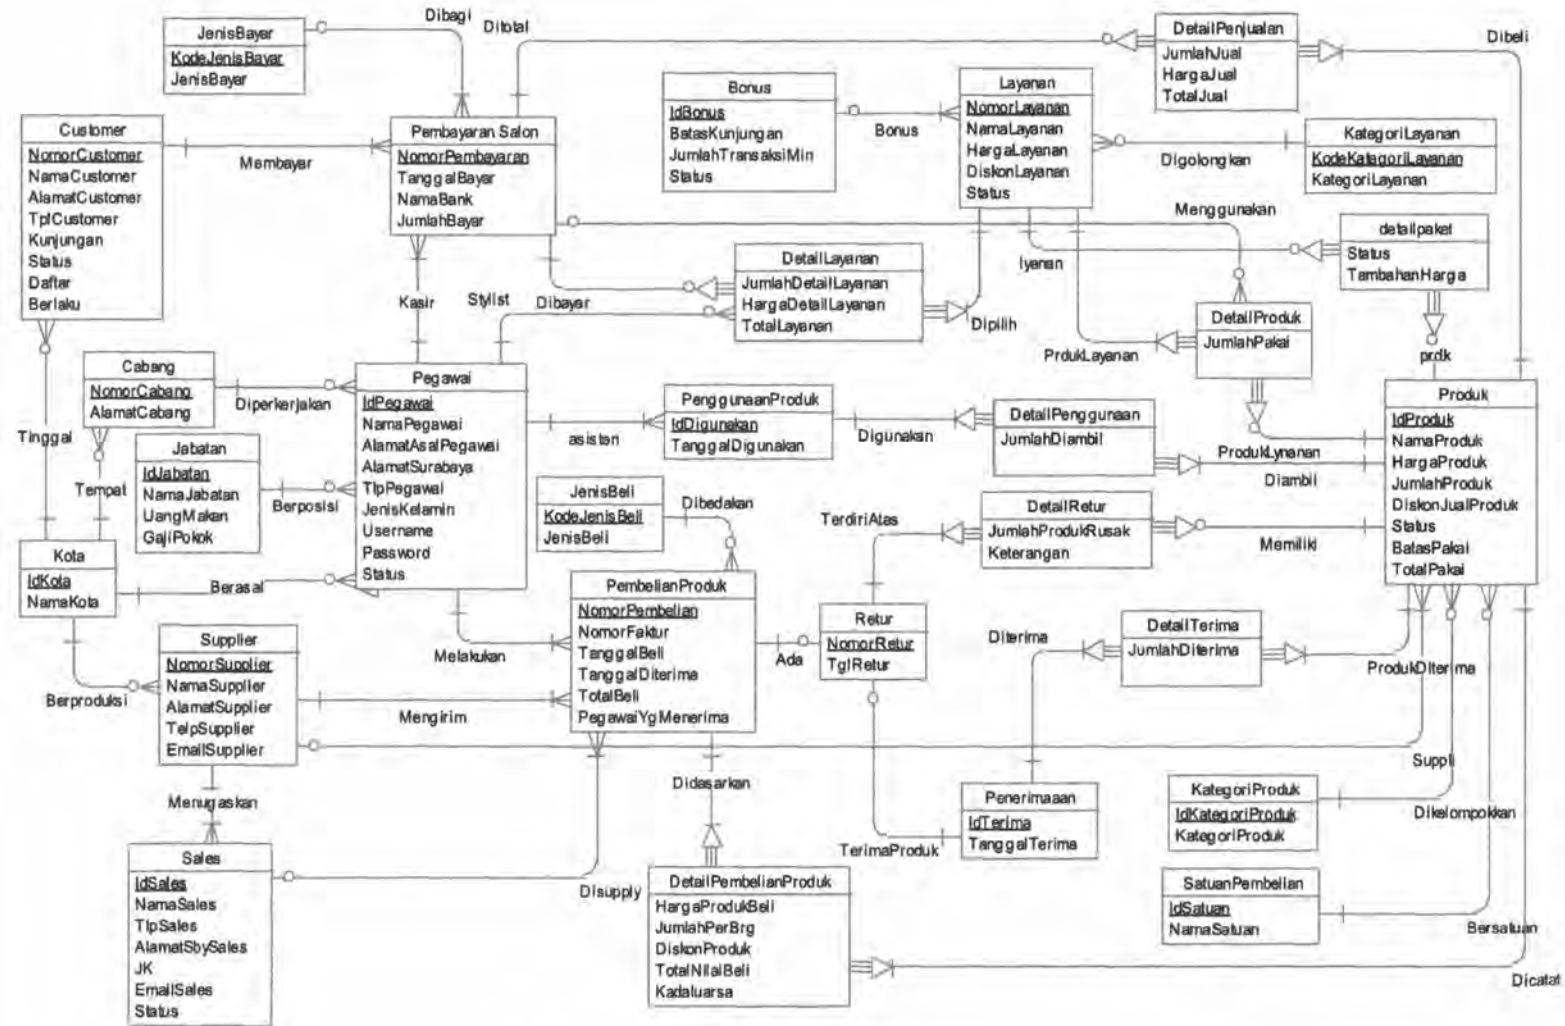 JenisBayar
KodeJenisBayar
JenisBayar
Dibagi
Ditotal
DetailPenjualan
JumlahJual
HargaJual
TotalJual
Dibeli
Customer
NomorCustomer
NamaCustomer
AlamatCustomer
TplCustomer
Kunjungan
Status
Daftar
Berlaku
Membayar
Pembayaran Salon
NomorPembayaran
TanggalBayar
NamaBank
JumlahBayar
Bonus
IdBonus
BatasKunjungan
JumlahTransaksiMin
Status
Bonus
Layanan
NomorLayanan
NamaLayanan
HargaLayanan
DiskonLayanan
Status
KategoriLayanan
KodeKategoriLayanan
KategoriLayanan
Digolongkan
Menggunakan
detailpaket
Status
TambahanHarga
lyanan
DetailLayanan
JumlahDetailLayanan
HargaDetailLayanan
TotalLayanan
Kasir
Stylist
Dibayar
Dipilih
DetailProduk
JumlahPakai
PrdukLayanan
prdk
Cabang
NomorCabang
AlamatCabang
Diperkerjakan
Tinggal
Tempat
Jabatan
IdJabatan
NamaJabatan
UangMakan
GajiPokok
Berposisi
Pegawai
IdPegawai
NamaPegawai
AlamatAsalPegawai
AlamatSurabaya
TlpPegawai
JenisKelamin
Username
Password
Status
asisten
PenggunaanProduk
IdDigunakan
TanggalDigunakan
Digunakan
DetailPenggunaan
JumlahDiambil
ProdukLynanan
Diambil
Produk
IdProduk
NamaProduk
HargaProduk
JumlahProduk
DiskonJualProduk
Status
BatasPakai
TotalPakai
JenisBeli
KodeJenisBeli
JenisBeli
Dibedakan
TerdiriAtas
DetailRetur
JumlahProdukRusak
Keterangan
Memiliki
Kota
IdKota
NamaKota
Berasal
Berproduksi
Supplier
NomorSupplier
NamaSupplier
AlamatSupplier
TelpSupplier
EmailSupplier
Melakukan
Mengirim
PembelianProduk
NomorPembelian
NomorFaktur
TanggalBeli
TanggalDiterima
TotalBeli
PegawaiYgMenerima
Ada
Retur
NomorRetur
TglRetur
Diterima
DetailTerima
JumlahDiterima
ProdukDIterima
Suppli
Menugaskan
Didasarkan
Penerimaaan
IdTerima
TanggalTerima
TerimaProduk
KategoriProduk
IdKategoriProduk
KategoriProduk
Dikelompokkan
Sales
IdSales
NamaSales
TlpSales
AlamatSbySales
JK
EmailSales
Status
Disupply
DetailPembelianProduk
HargaProdukBeli
JumlahPerBrg
DiskonProduk
TotalNilaiBeli
Kadaluarsa
SatuanPembelian
IdSatuan
NamaSatuan
Bersatuan
Dicatat